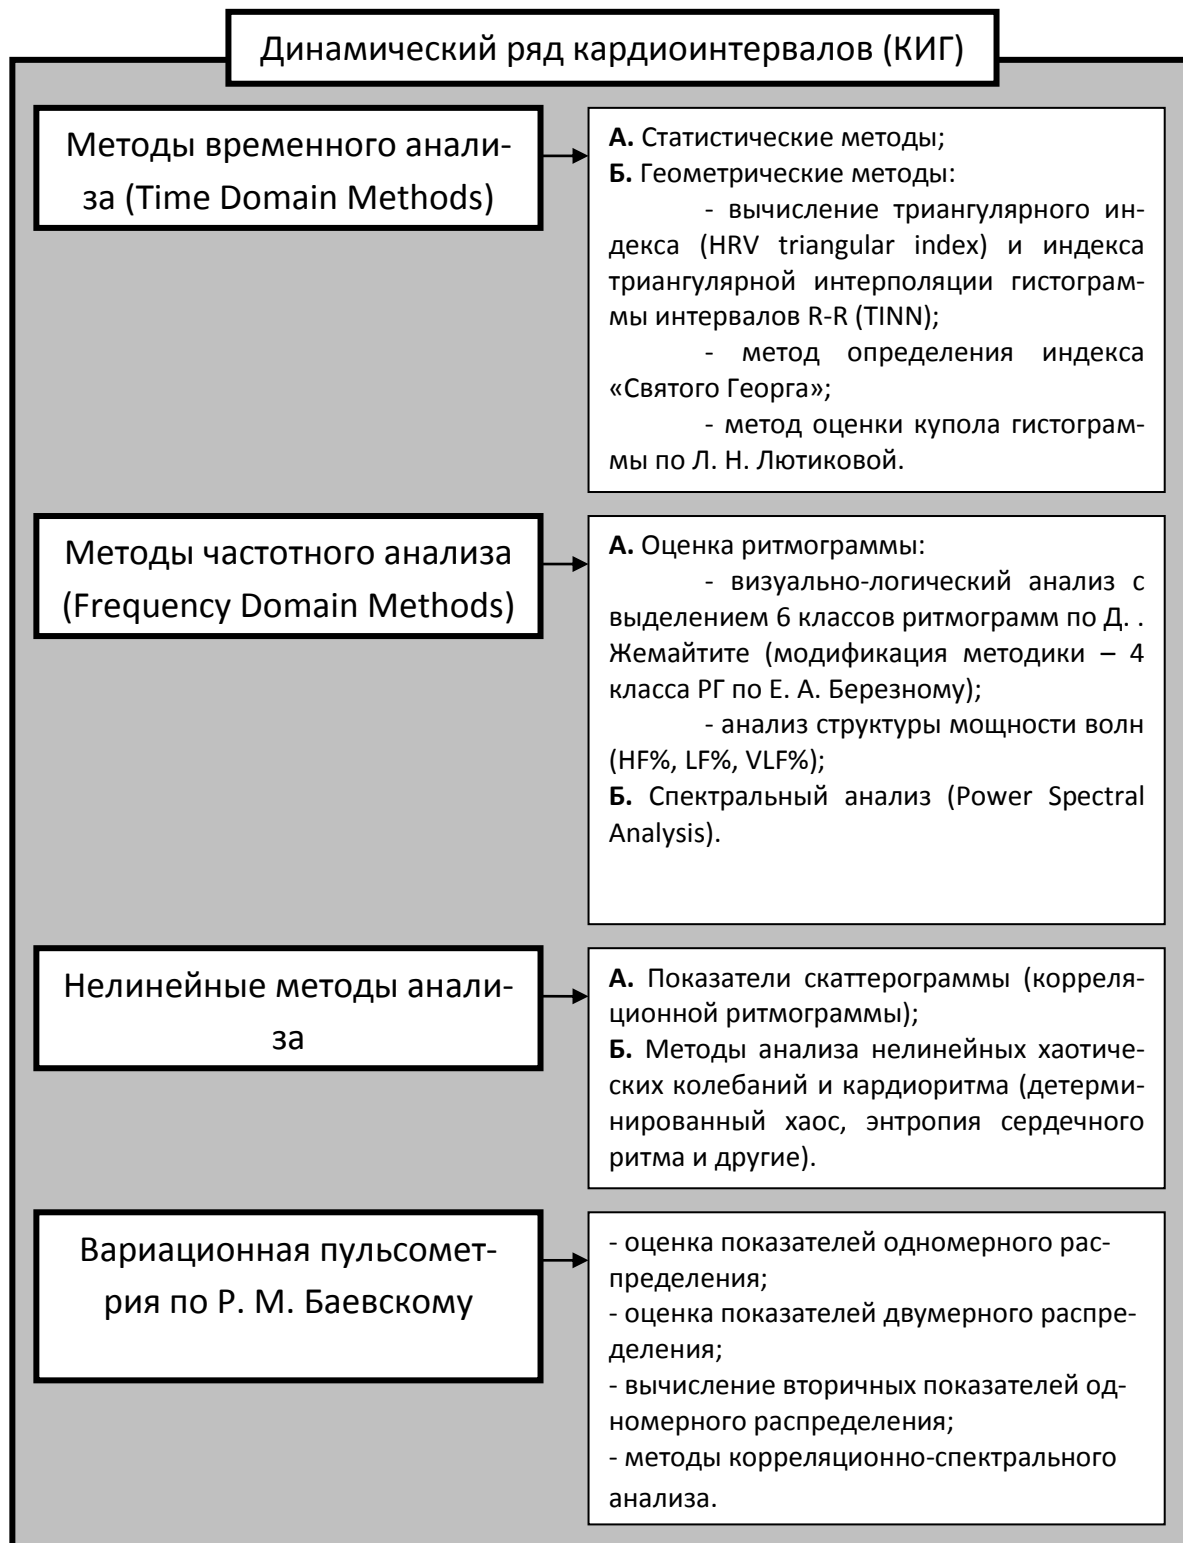 Динамический ряд кардиоинтервалов (КИГ)
Методы временного анали-
за (Time Domain Methods)
А. Статистические методы;
Б. Геометрические методы:
- вычисление триангулярного ин-
декса (HRV triangular index) и индекса
триангулярной интерполяции гистограм-
мы интервалов R-R (TINN);
- метод определения индекса
«Святого Георга»;
- метод оценки купола гистограм-
мы по Л. Н. Лютиковой.
Методы частотного анализа
(Frequency Domain Methods)
А. Оценка ритмограммы:
- визуально-логический анализ с
выделением 6 классов ритмограмм по Д. .
Жемайтите (модификация методики – 4
класса РГ по Е. А. Березному);
- анализ структуры мощности волн
(HF%, LF%, VLF%);
Б. Спектральный анализ (Power Spectral
Analysis).
Нелинейные методы анали-
за
А. Показатели скаттерограммы (корреля-
ционной ритмограммы);
Б. Методы анализа нелинейных хаотиче-
ских колебаний и кардиоритма (детерми-
нированный хаос, энтропия сердечного
ритма и другие).
Вариационная пульсомет-
рия по Р. М. Баевскому
- оценка показателей одномерного рас-
пределения;
- оценка показателей двумерного распре-
деления;
- вычисление вторичных показателей од-
номерного распределения;
- методы корреляционно-спектрального
анализа.